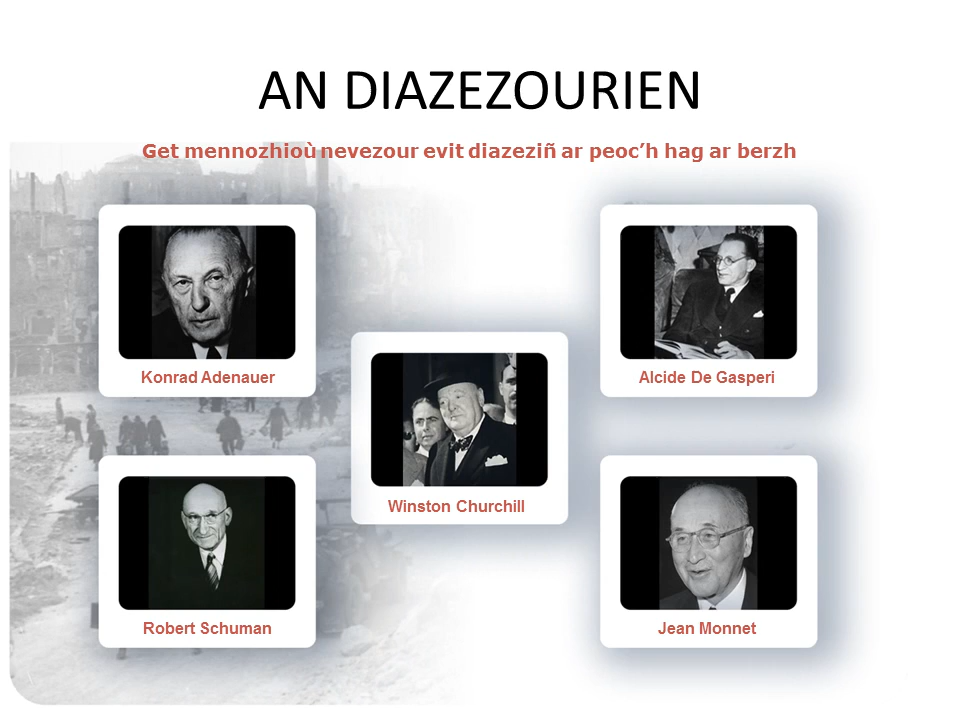 AN DIAZEZOURIEN
Get mennozhioù nevezour evit diazeziñ ar peoc’h hag ar berzh
Konrad Adenauer
Alcide De Gasperi
Winston Churchill
Robert Schuman
Jean Monnet